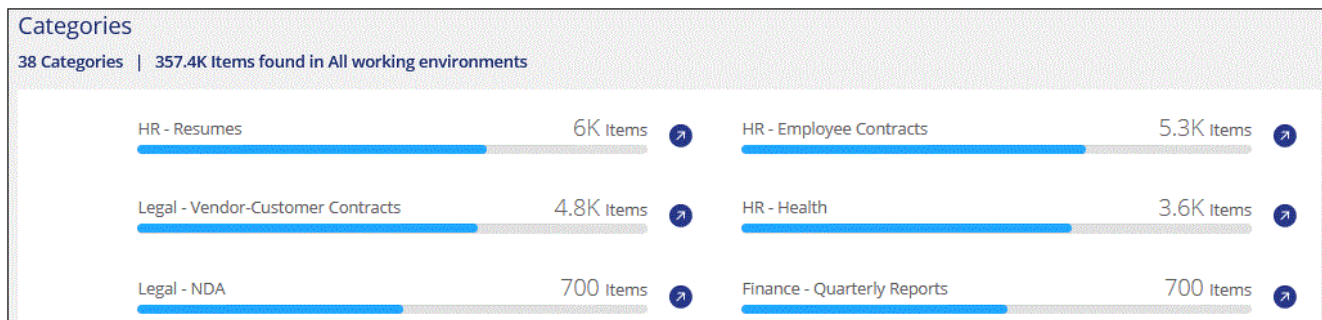 Categories
38 Categories | 357.4K Items found in All working environments
HR - Resumes 6K Items
HR - Employee Contracts 5.3K Items
Legal - Vendor-Customer Contracts 4.8K Items
HR - Health 3.6K Items
Legal - NDA 700 Items
Finance - Quarterly Reports 700 Items